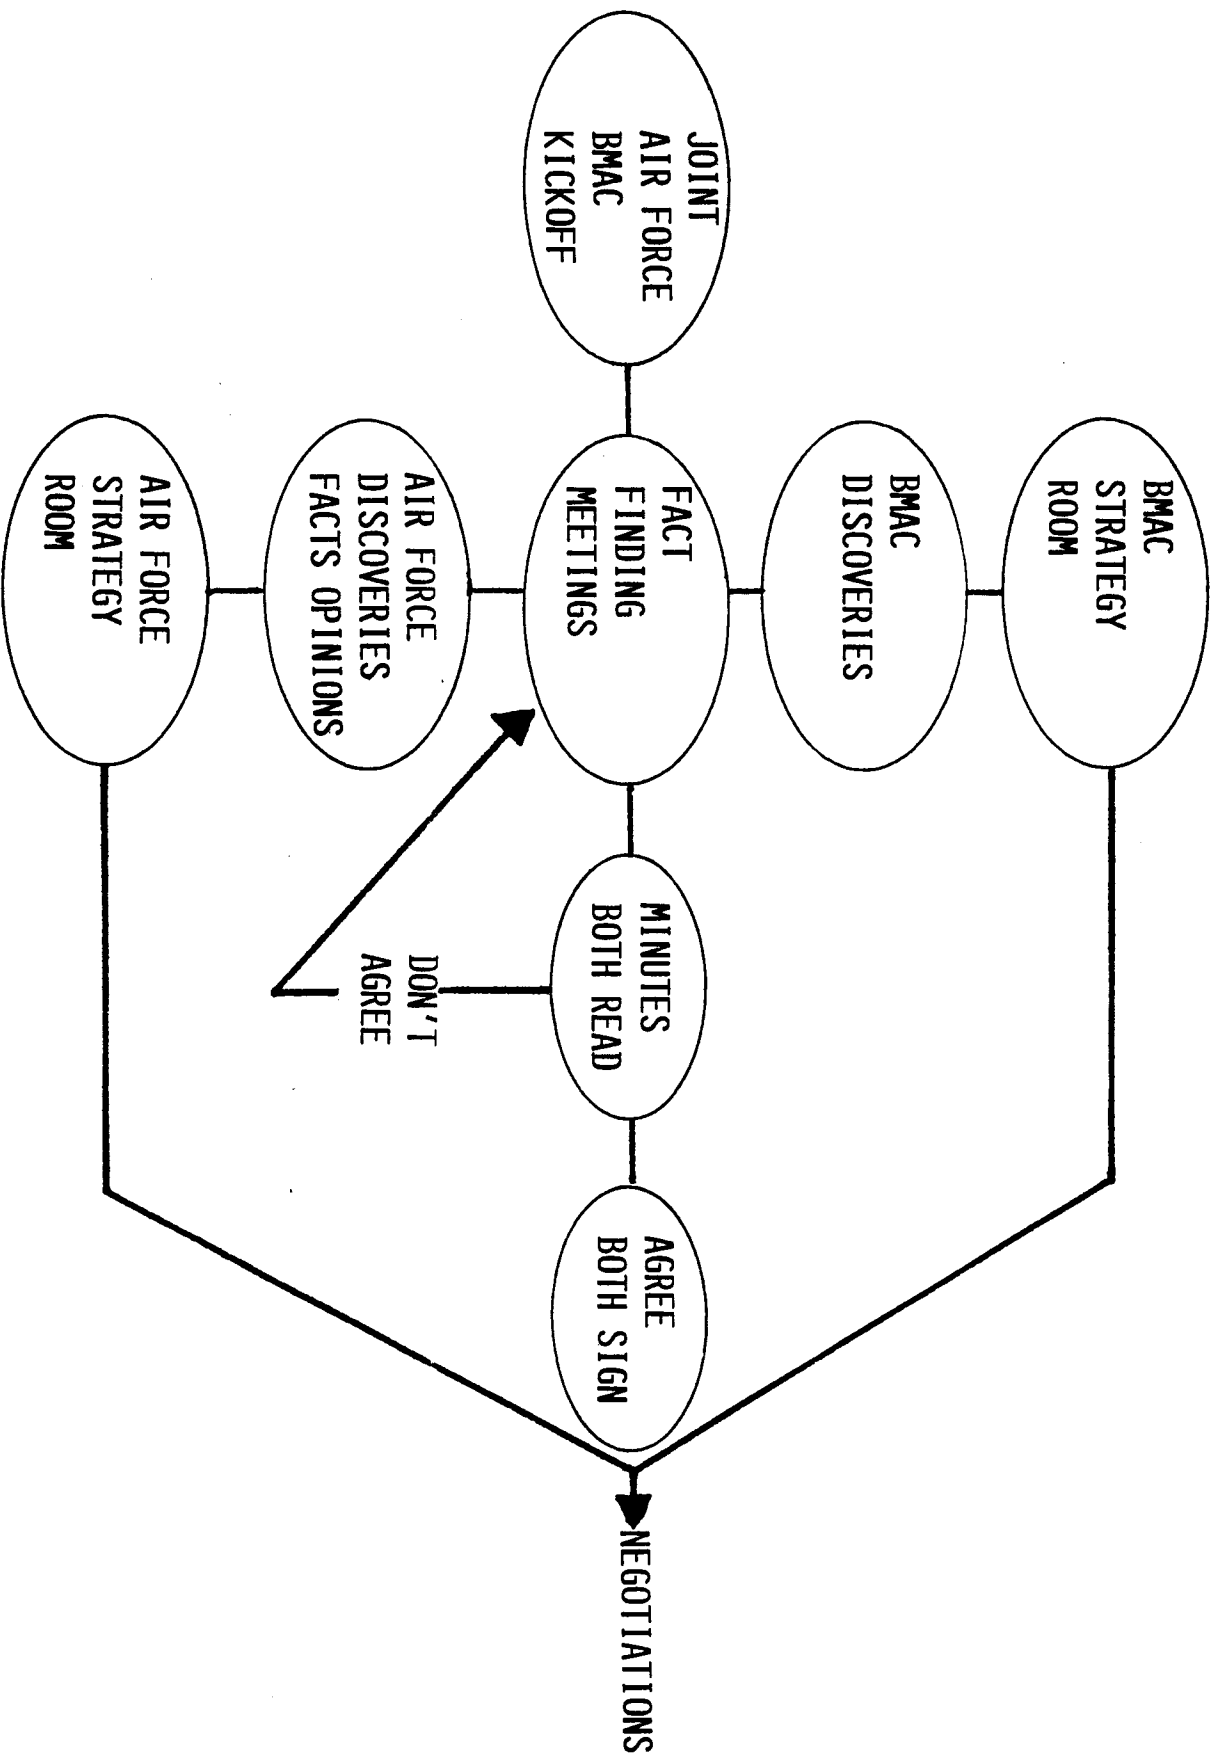 BMAC
STRATEGY
ROOM
BMAC
DISCOVERIES
JOINT
AIR FORCE
BMAC
KICKOFF
FACT
FINDING
MEETINGS
MINUTES
BOTH READ
AGREE
BOTH SIGN
NEGOTIATIONS
DON'T
AGREE
AIR FORCE
DISCOVERIES
FACTS OPINIONS
AIR FORCE
STRATEGY
ROOM